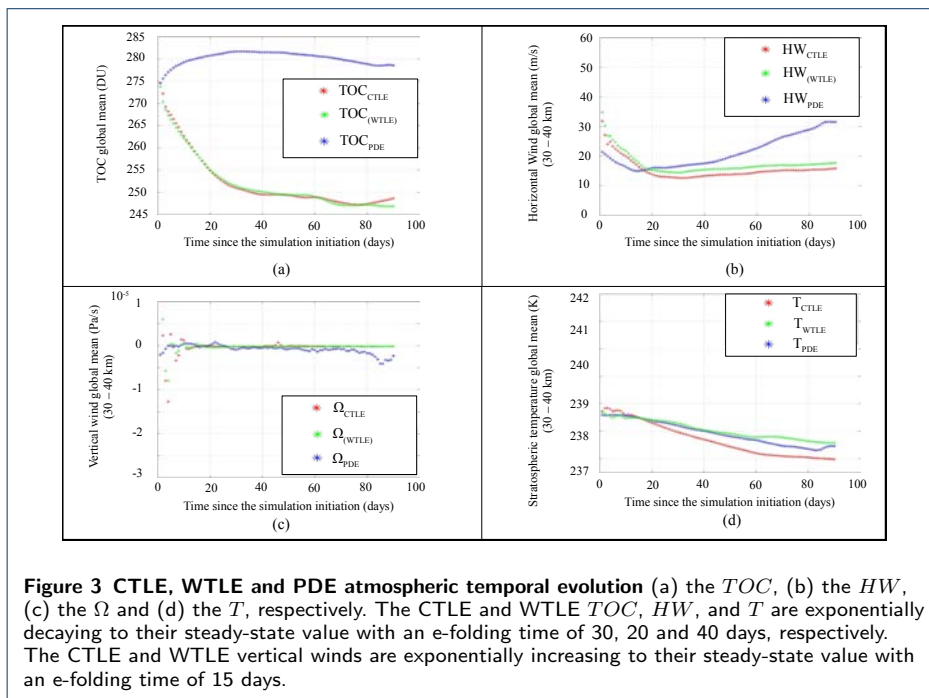 285
280
275
270
265
260
255
250
245
TOC global mean (DU)
TOC_CTLE
TOC_(WTLE)
TOC_PDE
0 20 40 60 80 100
Time since the simulation initiation (days)
(a)
60
50
40
30
20
10
0
Horizontal Wind global mean (m/s)
(30 – 40 km)
HW_CTLE
HW_(WTLE)
HW_PDE
0 20 40 60 80 100
Time since the simulation initiation (days)
(b)
10^-5
1
0
-1
-2
-3
Vertical wind global mean (Pa/s)
(30 – 40 km)
Ω_CTLE
Ω_(WTLE)
Ω_PDE
0 20 40 60 80 100
Time since the simulation initiation (days)
(c)
242
241
239
238
237
Stratospheric temperature global mean (K)
(30 – 40 km)
T_CTLE
T_WTLE
T_PDE
0 20 40 60 80 100
Time since the simulation initiation (days)
(d)
Figure 3 CTLE, WTLE and PDE atmospheric temporal evolution (a) the TOC, (b) the HW,
(c) the Ω and (d) the T, respectively. The CTLE and WTLE TOC, HW, and T are exponentially
decaying to their steady-state value with an e-folding time of 30, 20 and 40 days, respectively.
The CTLE and WTLE vertical winds are exponentially increasing to their steady-state value with
an e-folding time of 15 days.